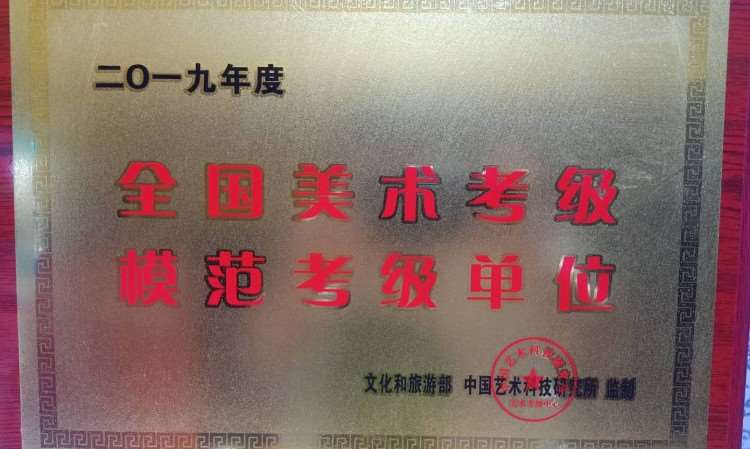 二〇一九年度
全国美术考级
模范考级单位
文化和旅游部 中国艺术科技研究所 监制